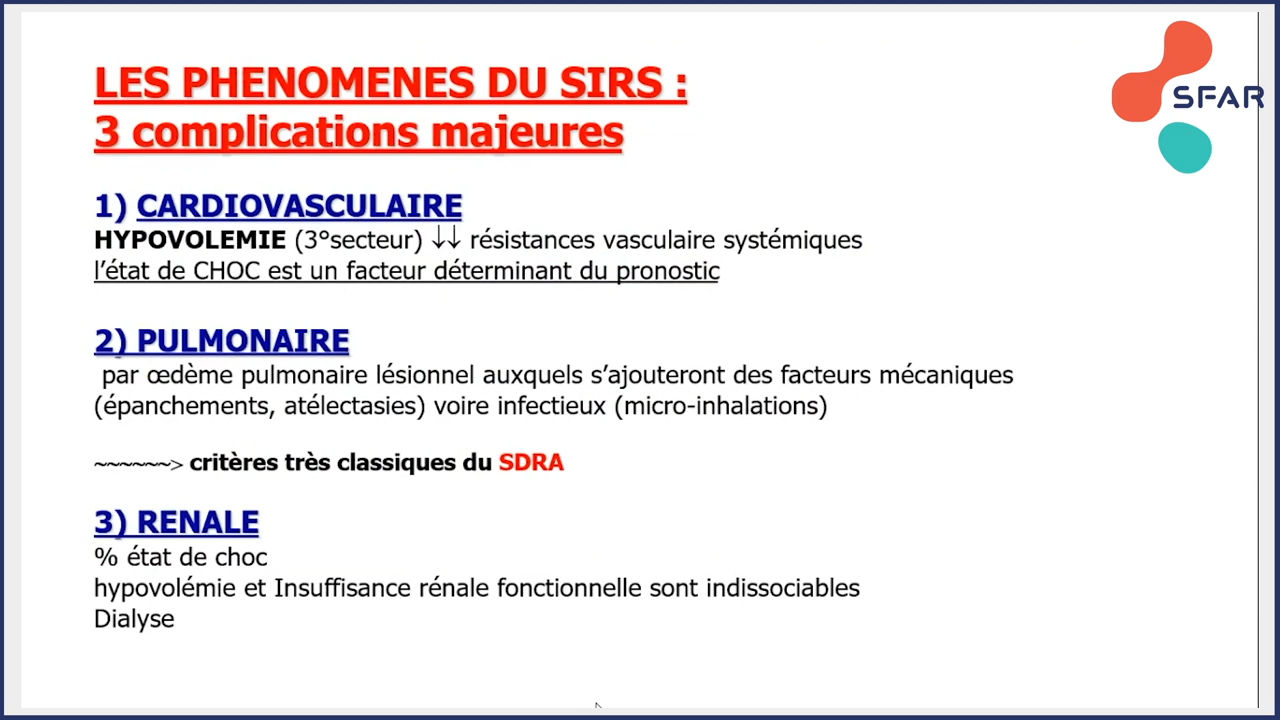 LES PHENOMENES DU SIRS :
3 complications majeures
SFAR
1) CARDIOVASCULAIRE
HYPOVOLEMIE (3°secteur) ↓↓ résistances vasculaire systémiques
l'état de CHOC est un facteur déterminant du pronostic
2) PULMONAIRE
par œdème pulmonaire lésionnel auxquels s'ajouteront des facteurs mécaniques
(épanchements, atélectasies) voire infectieux (micro-inhalations)
~~~~~~> critères très classiques du SDRA
3) RENALE
% état de choc
hypovolémie et Insuffisance rénale fonctionnelle sont indissociables
Dialyse